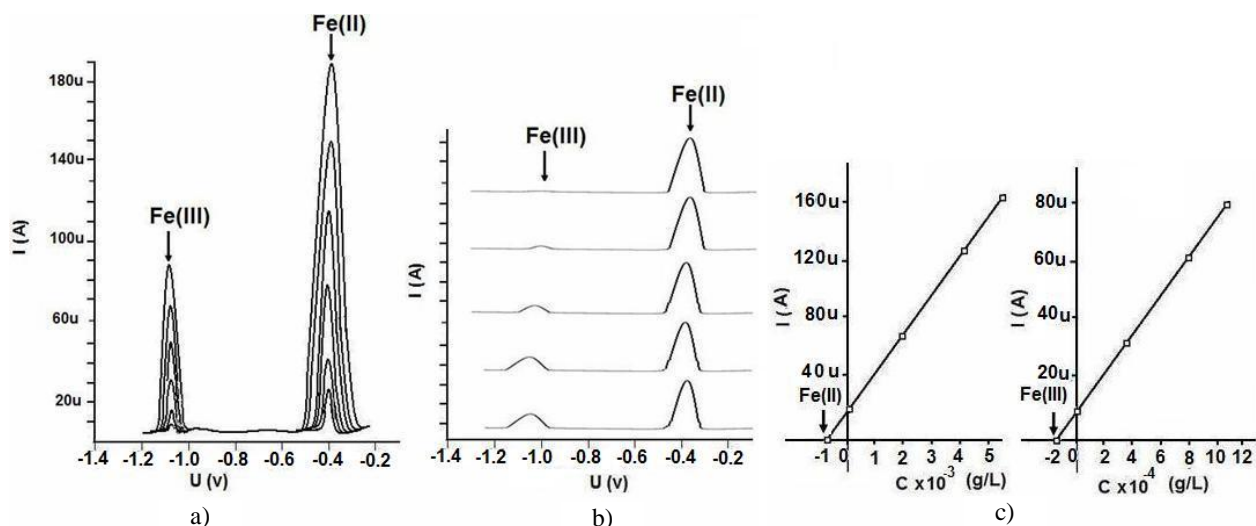 Fe(II)
180u
140u
100u
60u
20u
I (A)
Fe(III)
-1.4 -1.0 -0.8 -0.6 -0.4 -0.2
U (v)
a)
Fe(II)
Fe(III)
I (A)
-1.4 -1.2 -1.0 -0.8 -0.6 -0.4 -0.2
U (v)
b)
160u
120u
80u
40 u
I (A)
Fe(II)
-1 0 1 2 3 4 5
C x10-3 (g/L)
80u
60u
40u
20u
I (A)
Fe(III)
-2 0 2 4 6 8 10 12
C x10-4 (g/L)
c)